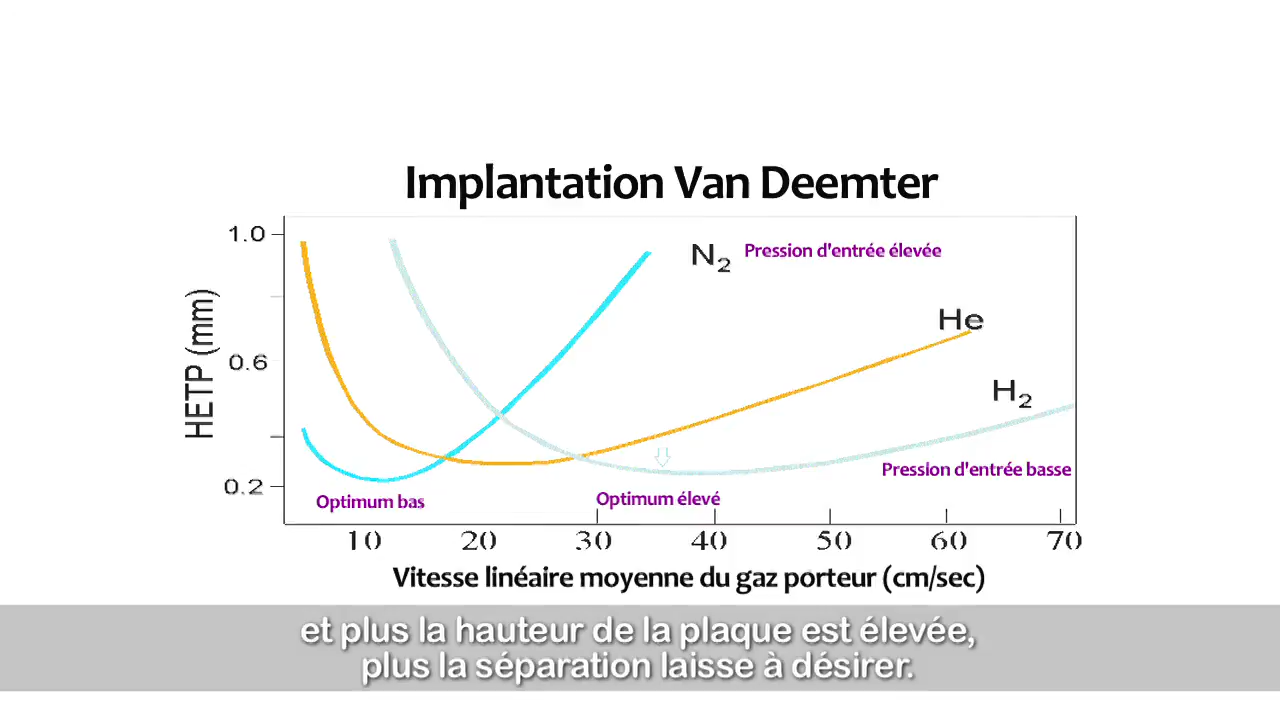 Implantation Van Deemter
1.0
0.6
0.2
HETP (mm)
N₂
Pression d'entrée élevée
He
H₂
Pression d'entrée basse
Optimum bas
Optimum élevé
10 20 30 40 50 60 70
Vitesse linéaire moyenne du gaz porteur (cm/sec)
et plus la hauteur de la plaque est élevée,
plus la séparation laisse à désirer.